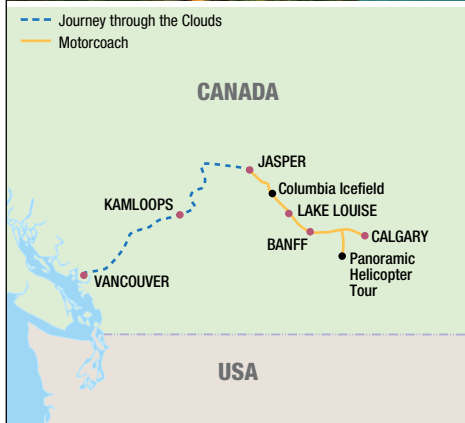 Journey through the Clouds
Motorcoach
CANADA
JASPER
Columbia Icefield
KAMLOOPS
LAKE LOUISE
BANFF
CALGARY
Panoramic
Helicopter
Tour
VANCOUVER
USA